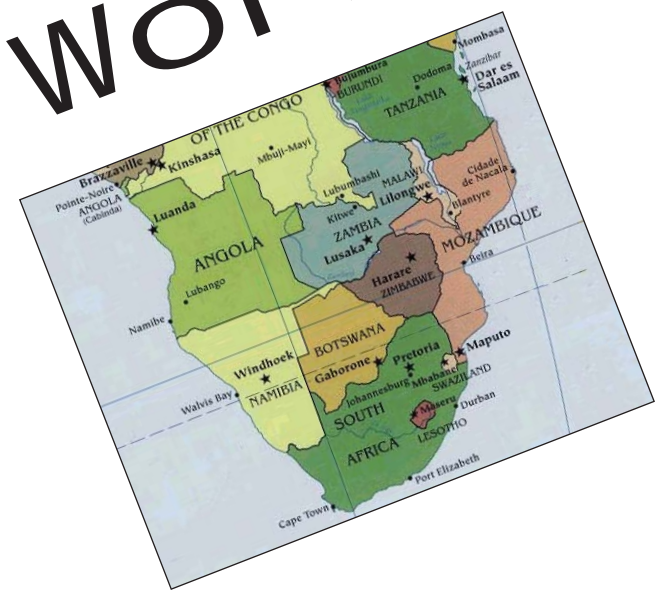 Wor
Mombasa
Zanzibar
Dar es
Salaam
Dodoma
TANZANIA
Bujumbura
BURUNDI
OF THE CONGO
Mbuji-Mayi
Brazzaville
Kinshasa
Pointe-Noire
ANGOLA
(Cabinda)
Luanda
Lubumbashi
MALAWI
Lilongwe
Cidade
de Nacala
Blantyre
Kitwe
ZAMBIA
Lusaka
MOZAMBIQUE
Beira
ANGOLA
Lubango
Namibe
Harare
ZIMBABWE
BOTSWANA
Gaborone
Windhoek
NAMIBIA
Walvis Bay
Pretoria
Maputo
Johannesburg
Mbabane
SWAZILAND
SOUTH
AFRICA
Maseru
LESOTHO
Durban
Port Elizabeth
Cape Town